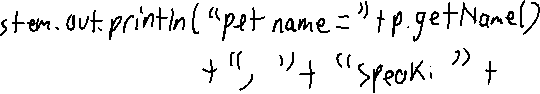 stem.out.println("pet name = "+p.getName()
+ ", "+ "Speak: " +